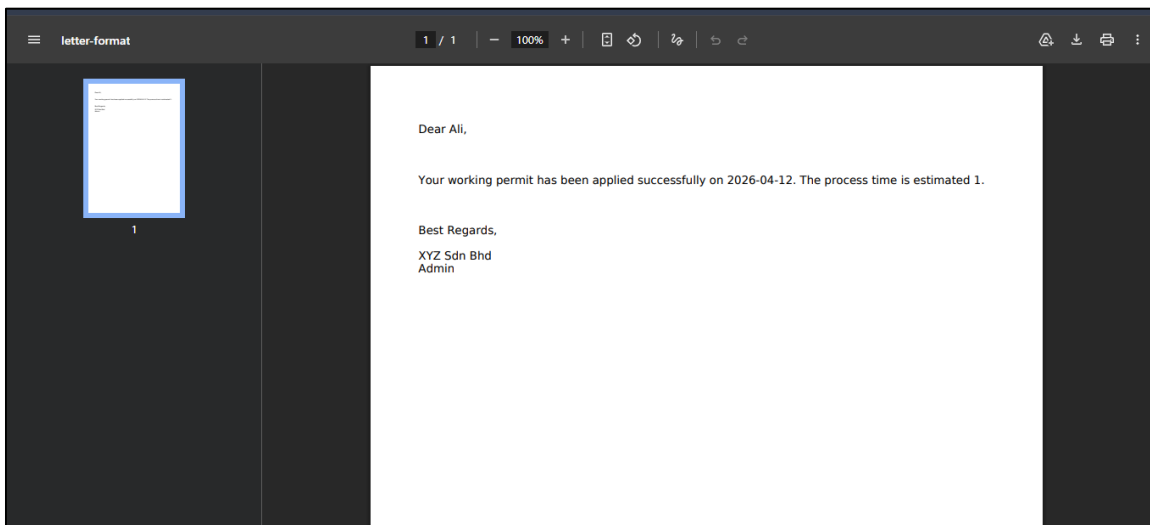 letter-format
1 / 1
100%
1
Dear Ali,
Your working permit has been applied successfully on 2026-04-12. The process time is estimated 1.
Best Regards,
XYZ Sdn Bhd
Admin